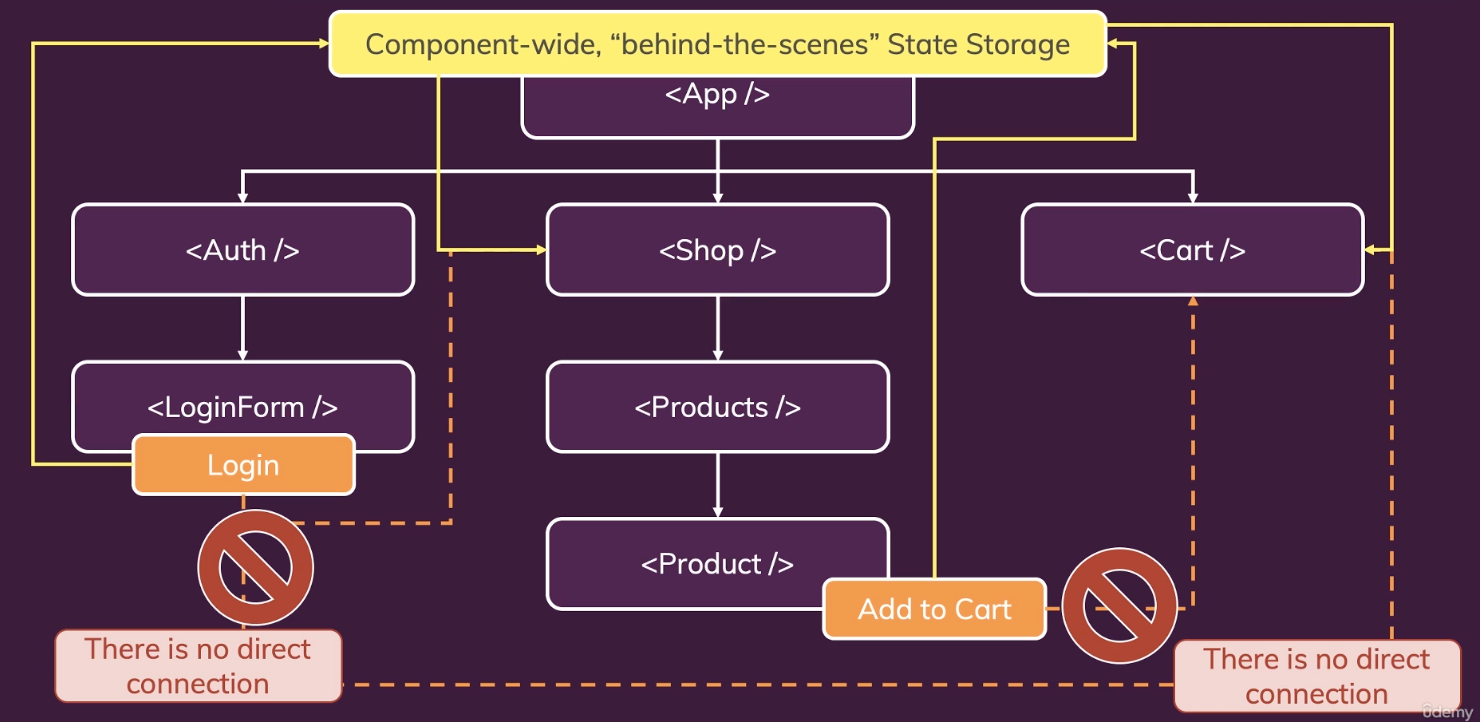 Component-wide, “behind-the-scenes” State Storage
<App />
<Auth />
<Shop />
<Cart />
<LoginForm />
<Products />
Login
<Product />
Add to Cart
There is no direct
connection
There is no direct
connection
ûdemy